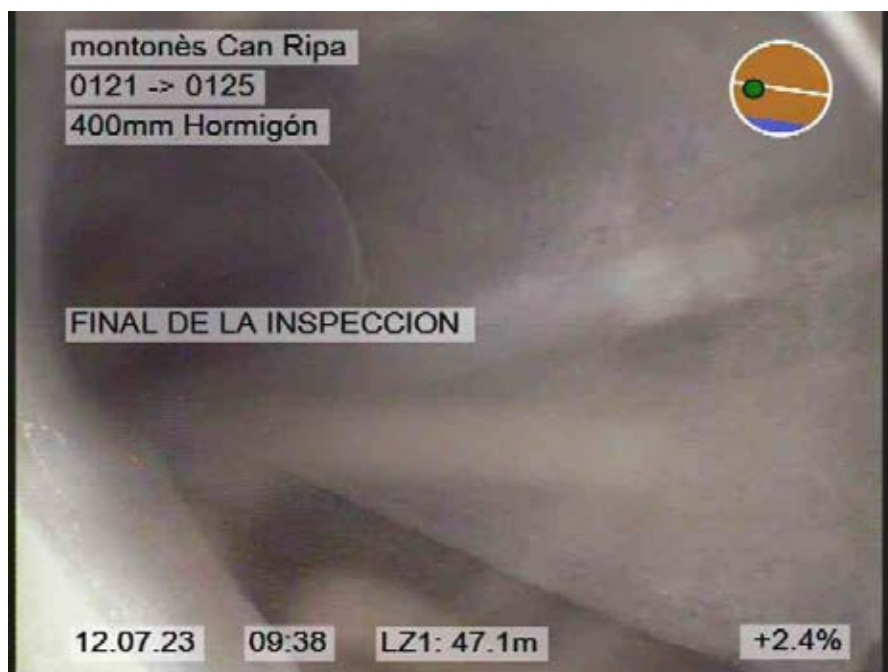 montonès Can Ripa
0121 -> 0125
400mm Hormigón
FINAL DE LA INSPECCION
12.07.23 09:38 LZ1: 47.1m +2.4%